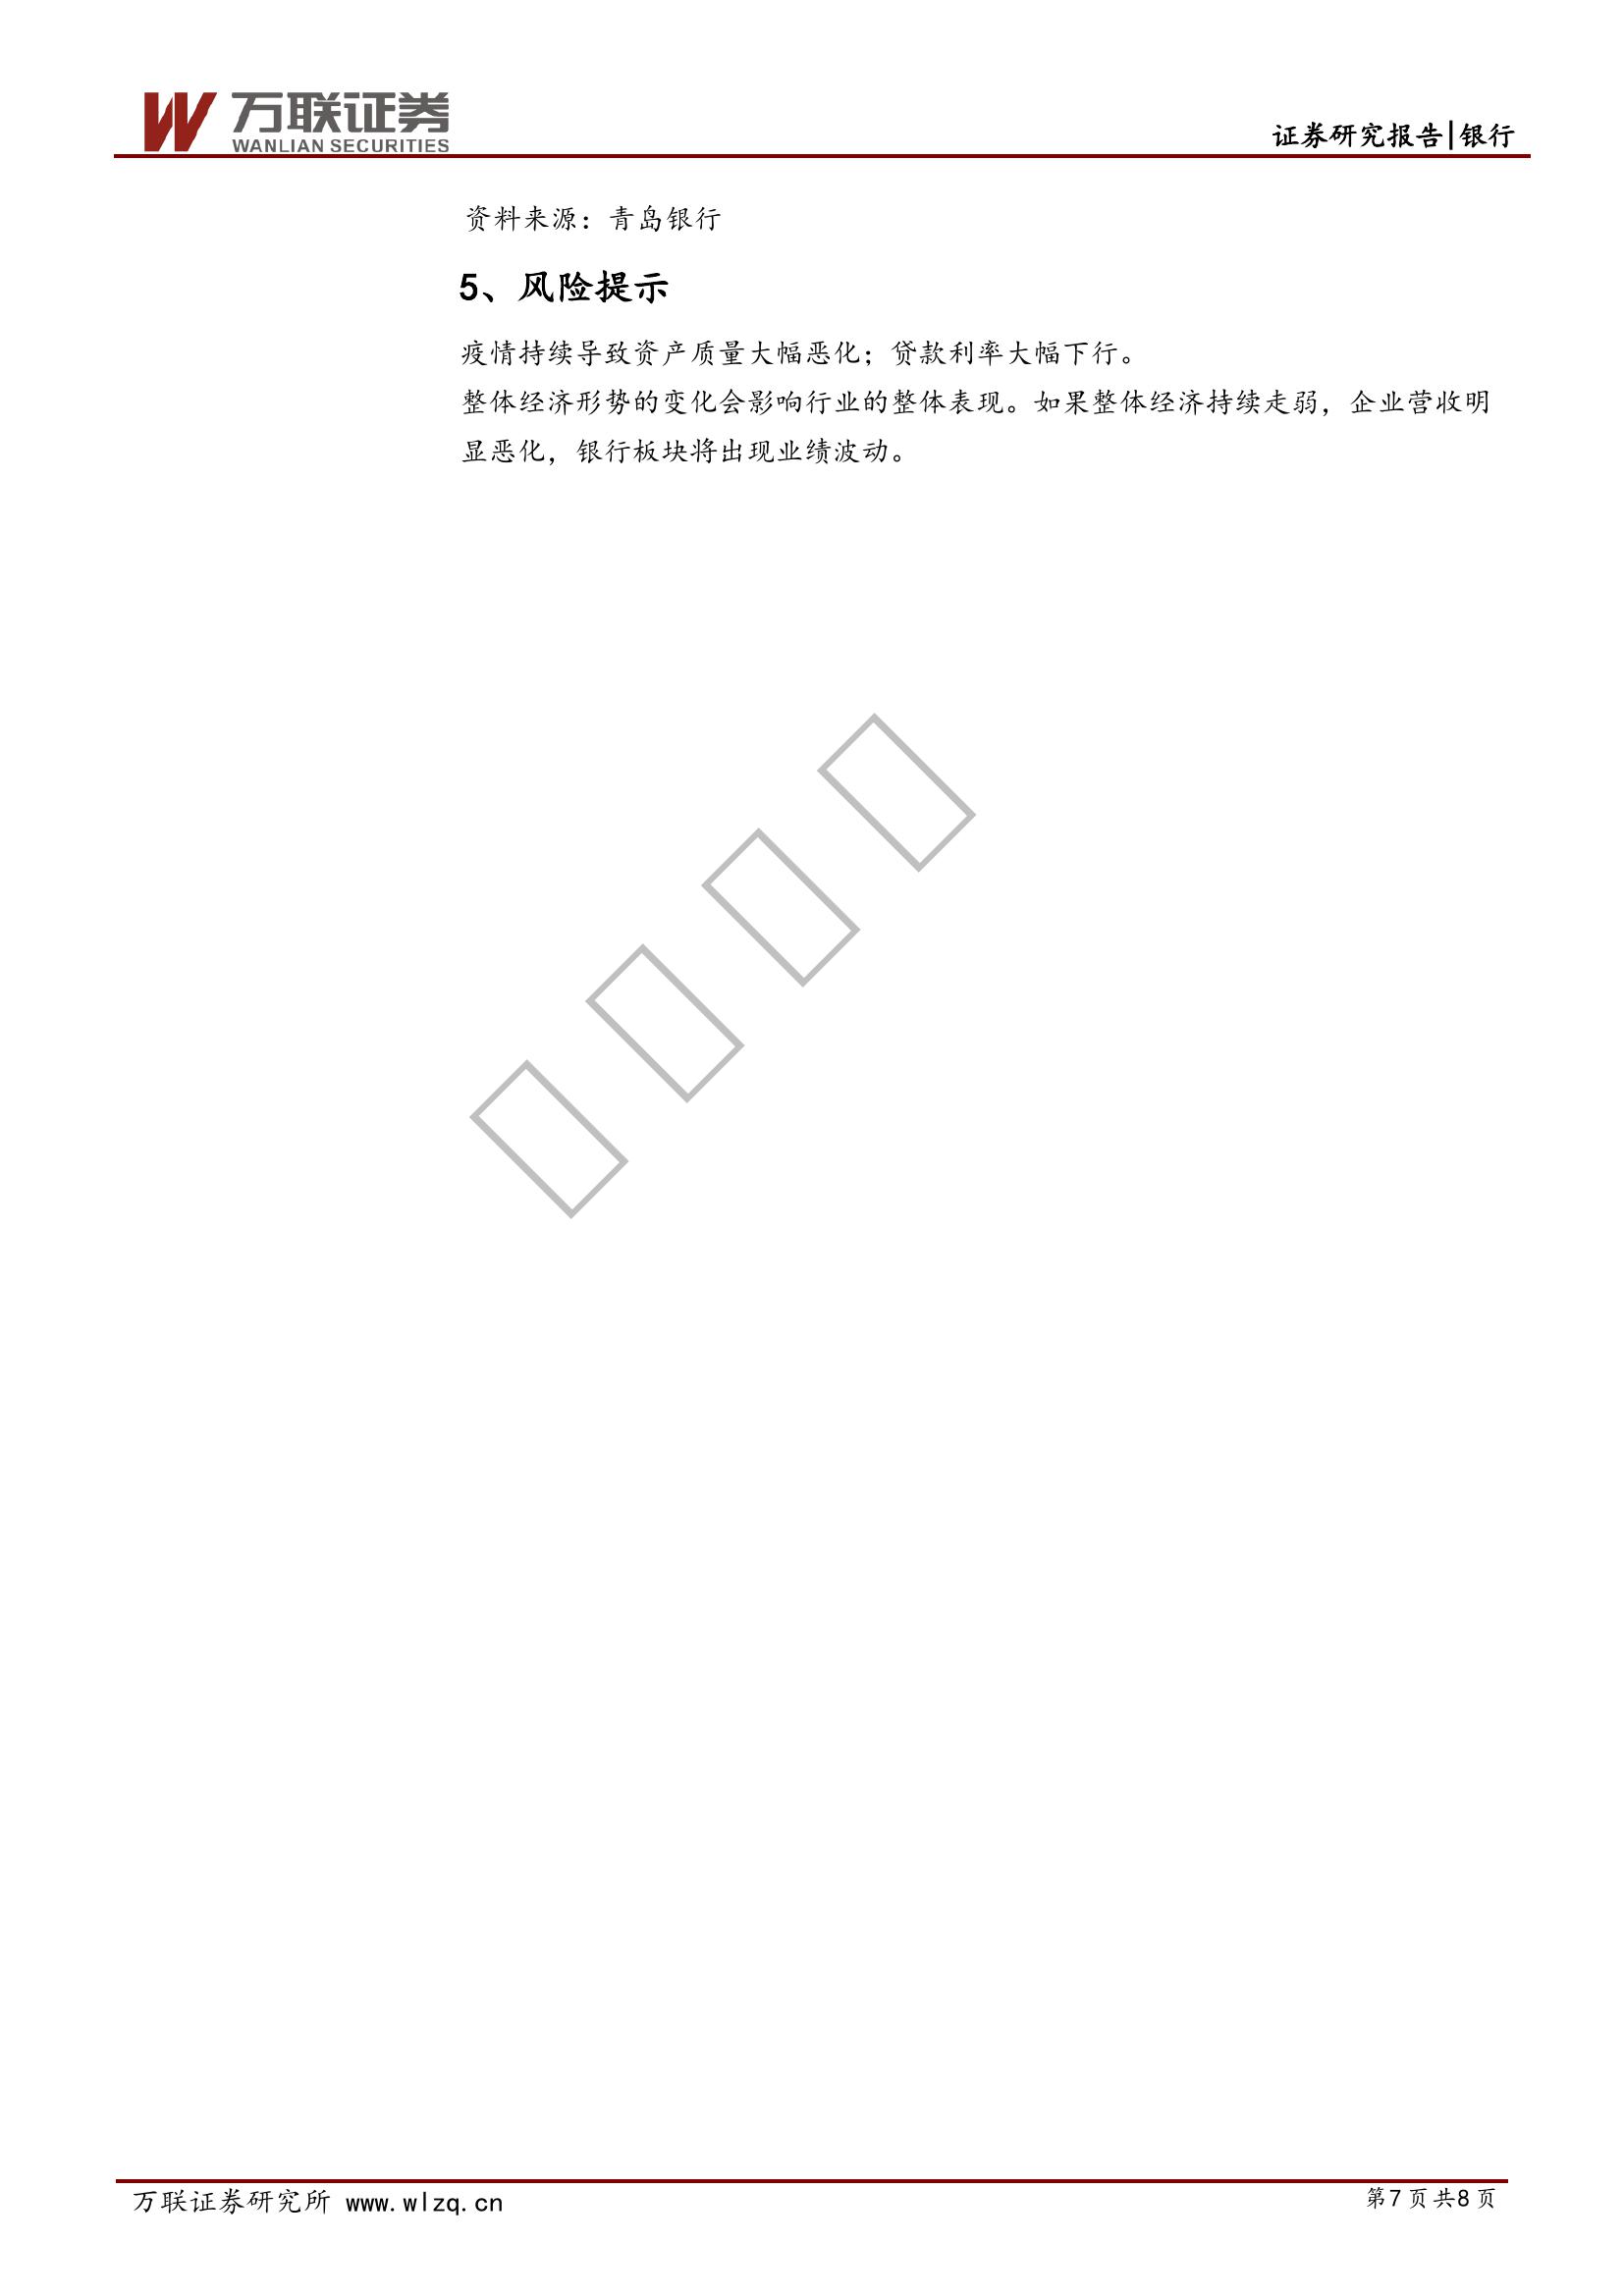 万联证券
WANLIAN SECURITIES
证券研究报告|银行
资料来源：青岛银行
5、风险提示
疫情持续导致资产质量大幅恶化；贷款利率大幅下行。
整体经济形势的变化会影响行业的整体表现。如果整体经济持续走弱，企业营收明
显恶化，银行板块将出现业绩波动。
万联证券研究所 www.wlzq.cn
第7页共8页